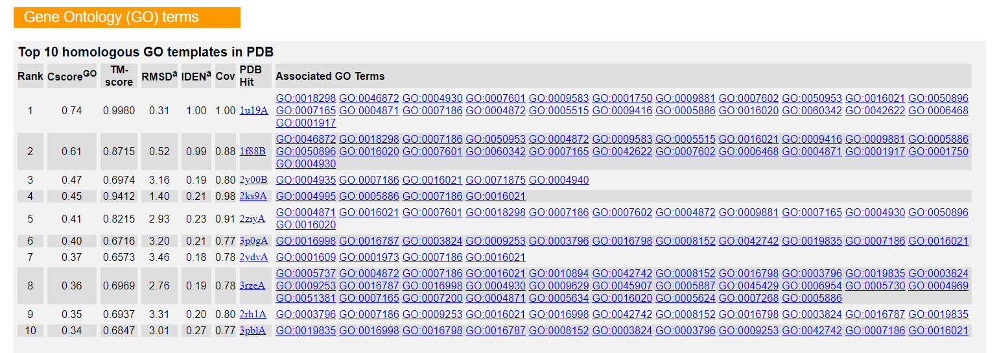 Gene Ontology (GO) terms
Top 10 homologous GO templates in PDB
Rank CscoreGO TM-score RMSDa IDENa Cov PDB Hit Associated GO Terms
1 0.74 0.9980 0.31 1.00 1.00 1u19A GO:0018298 GO:0046872 GO:0004930 GO:0007601 GO:0009583 GO:0001750 GO:0009881 GO:0007602 GO:0050953 GO:0016021 GO:0050896
GO:0007165 GO:0004871 GO:0007186 GO:0004872 GO:0005515 GO:0009416 GO:0005886 GO:0016020 GO:0060342 GO:0042622 GO:0006468
GO:0001917
2 0.61 0.8715 0.52 0.99 0.88 1f88B GO:0046872 GO:0018298 GO:0007186 GO:0050953 GO:0004872 GO:0009583 GO:0005515 GO:0016021 GO:0009416 GO:0009881 GO:0005886
GO:0050896 GO:0016020 GO:0007601 GO:0060342 GO:0007165 GO:0042622 GO:0007602 GO:0006468 GO:0004871 GO:0001917 GO:0001750
GO:0004930
3 0.47 0.6974 3.16 0.19 0.80 2y00B GO:0004935 GO:0007186 GO:0016021 GO:0071875 GO:0004940
4 0.45 0.9412 1.40 0.21 0.98 2ks9A GO:0004995 GO:0005886 GO:0007186 GO:0016021
5 0.41 0.8215 2.93 0.23 0.91 2ziyA GO:0004871 GO:0016021 GO:0007601 GO:0018298 GO:0007186 GO:0007602 GO:0004872 GO:0009881 GO:0007165 GO:0004930 GO:0050896
GO:0016020
6 0.40 0.6716 3.20 0.21 0.77 3p0gA GO:0016998 GO:0016787 GO:0003824 GO:0009253 GO:0003796 GO:0016798 GO:0008152 GO:0042742 GO:0019835 GO:0007186 GO:0016021
7 0.37 0.6573 3.46 0.18 0.78 2ydvA GO:0001609 GO:0001973 GO:0007186 GO:0016021
8 0.36 0.6969 2.76 0.19 0.78 3rzeA GO:0005737 GO:0004872 GO:0007186 GO:0016021 GO:0010894 GO:0042742 GO:0008152 GO:0016798 GO:0003796 GO:0019835 GO:0003824
GO:0009253 GO:0016787 GO:0016998 GO:0004930 GO:0009629 GO:0045907 GO:0005887 GO:0045429 GO:0006954 GO:0005730 GO:0004969
GO:0051381 GO:0007165 GO:0007200 GO:0004871 GO:0005634 GO:0016020 GO:0005624 GO:0007268 GO:0005886
9 0.35 0.6937 3.31 0.20 0.80 2rh1A GO:0003796 GO:0007186 GO:0009253 GO:0016021 GO:0016998 GO:0042742 GO:0008152 GO:0016798 GO:0003824 GO:0016787 GO:0019835
10 0.34 0.6847 3.01 0.27 0.77 3pblA GO:0019835 GO:0016998 GO:0016798 GO:0016787 GO:0008152 GO:0003824 GO:0003796 GO:0009253 GO:0042742 GO:0007186 GO:0016021